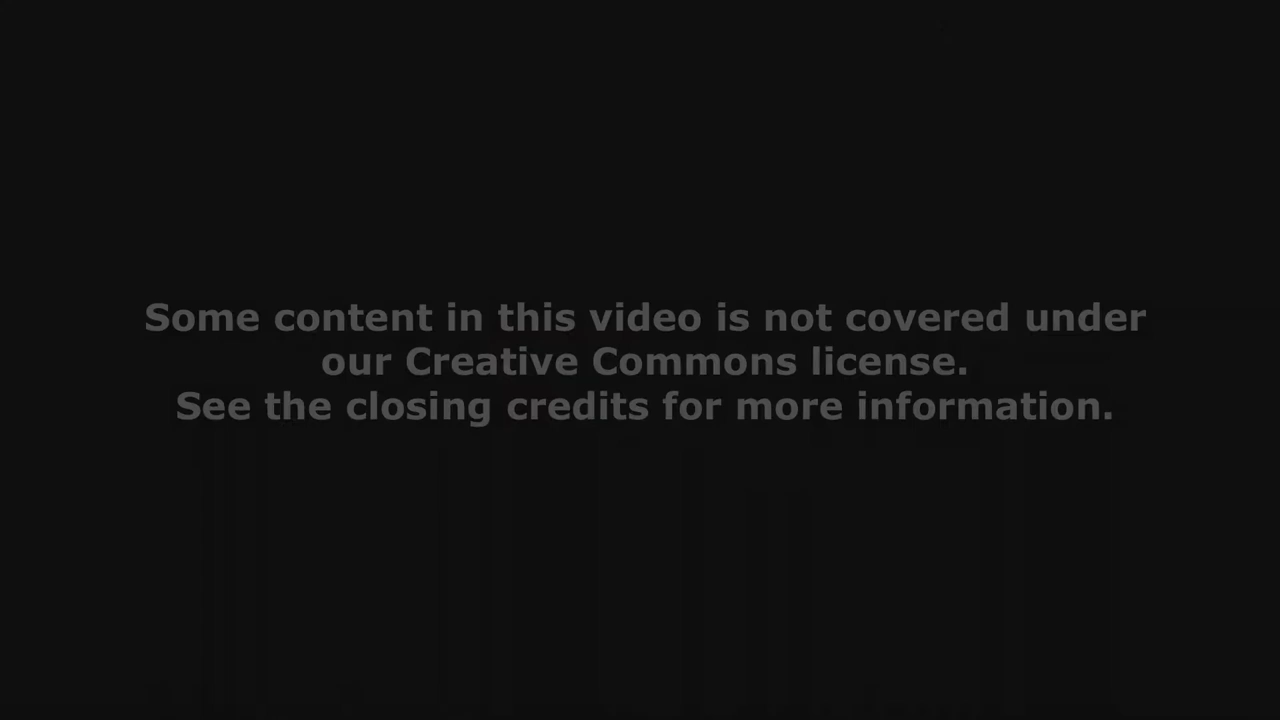 Some content in this video is not covered under
our Creative Commons license.
See the closing credits for more information.